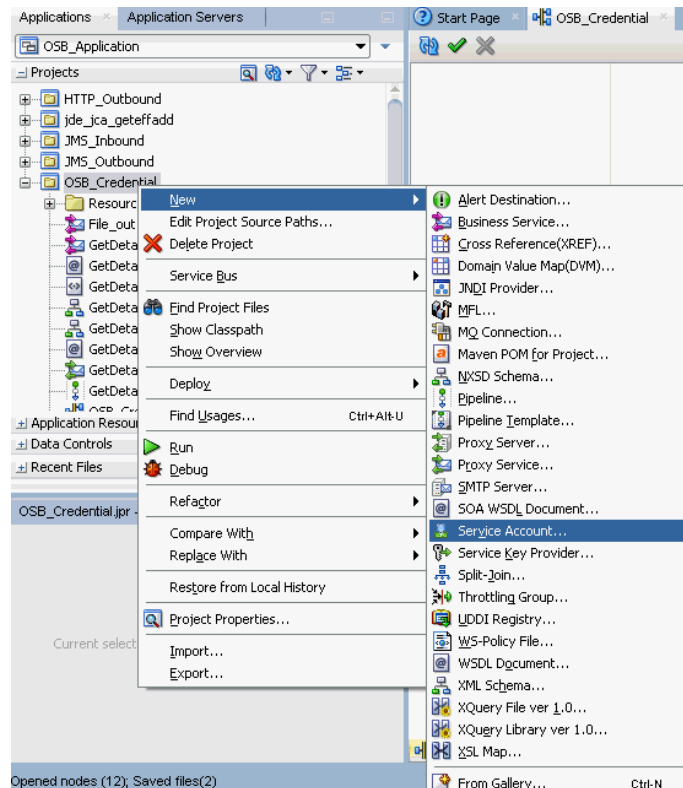 Applications × Application Servers
Start Page × OSB_Credential ×
OSB_Application
Projects
HTTP_Outbound
jde_jca_geteffadd
JMS_Inbound
JMS_Outbound
OSB_Credential
Resourc
File_out
GetDeta
GetDeta
GetDeta
GetDeta
GetDeta
GetDeta
GetDeta
GetDeta
GetDeta
Application Resour
Data Controls
Recent Files
OSB_Credential.jpr -
Current select
Opened nodes (12); Saved files(2)
New
Edit Project Source Paths...
Delete Project
Service Bus
Find Project Files
Show Classpath
Show Overview
Deploy
Find Usages... Ctrl+Alt-U
Run
Debug
Refactor
Compare With
Replace With
Restore from Local History
Project Properties...
Import...
Export...
Alert Destination...
Business Service...
Cross Reference(XREF)...
Domain Value Map(DVM)...
JNDI Provider...
MFL...
MQ Connection...
Maven POM for Project...
NXSD Schema...
Pipeline...
Pipeline Template...
Proxy Server...
Proxy Service...
SMTP Server...
SOA WSDL Document...
Service Account...
Service Key Provider...
Split-Join...
Throttling Group...
UDDI Registry...
WS-Policy File...
WSDL Document...
XML Schema...
XQuery File ver 1.0...
XQuery Library ver 1.0...
XSL Map...
From Gallery... Ctrl-N